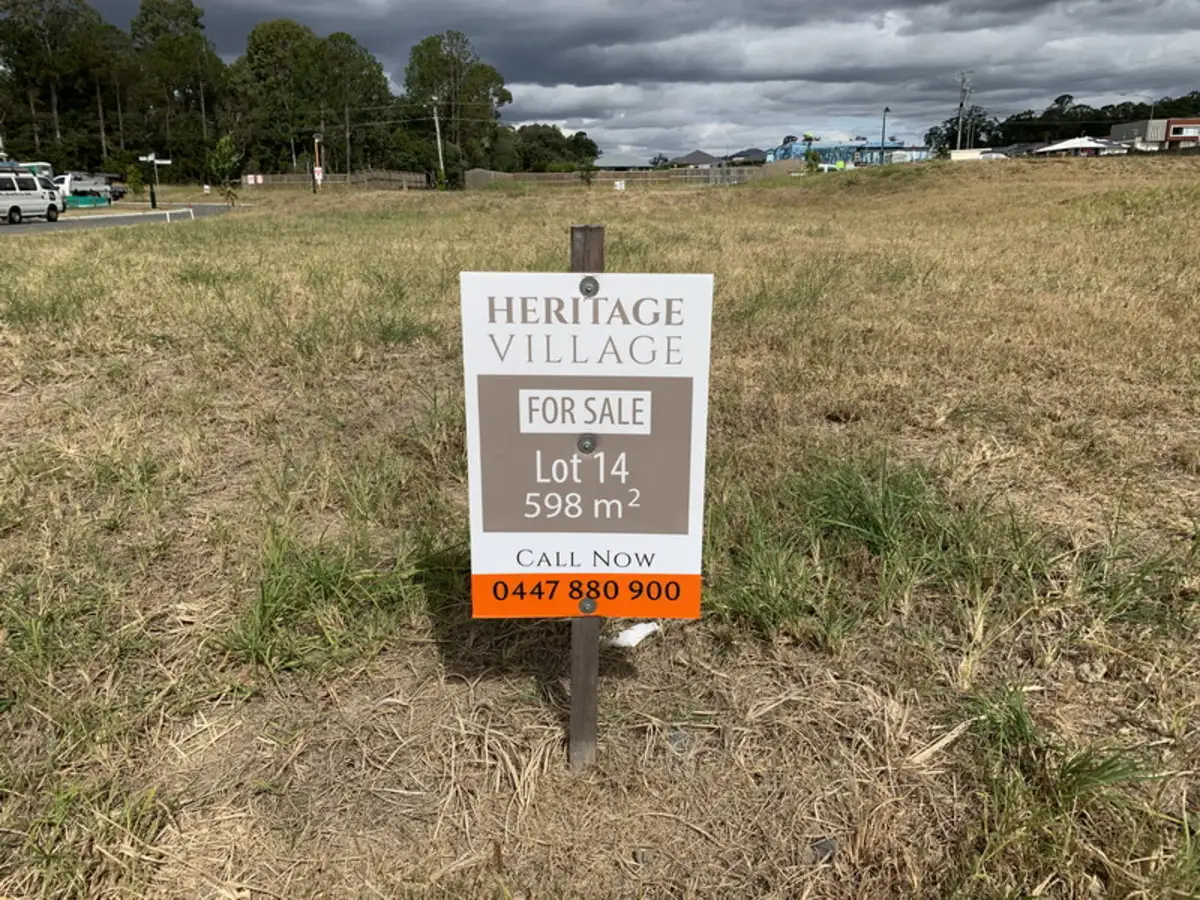 HERITAGE
VILLAGE
FOR SALE
Lot 14
598 m²
CALL NOW
0447 880 900